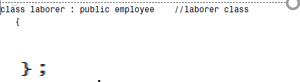 class laborer : public employee    //laborer class
{
};